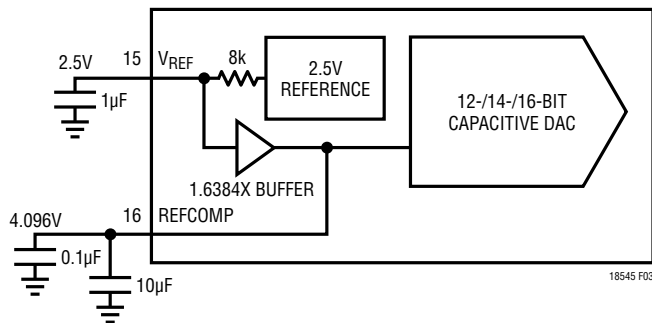 2.5V
15
VREF
8k
2.5V
REFERENCE
12-/14-/16-BIT
CAPACITIVE DAC
1µF
1.6384X BUFFER
4.096V
16
REFCOMP
0.1µF
10µF
18545 F03